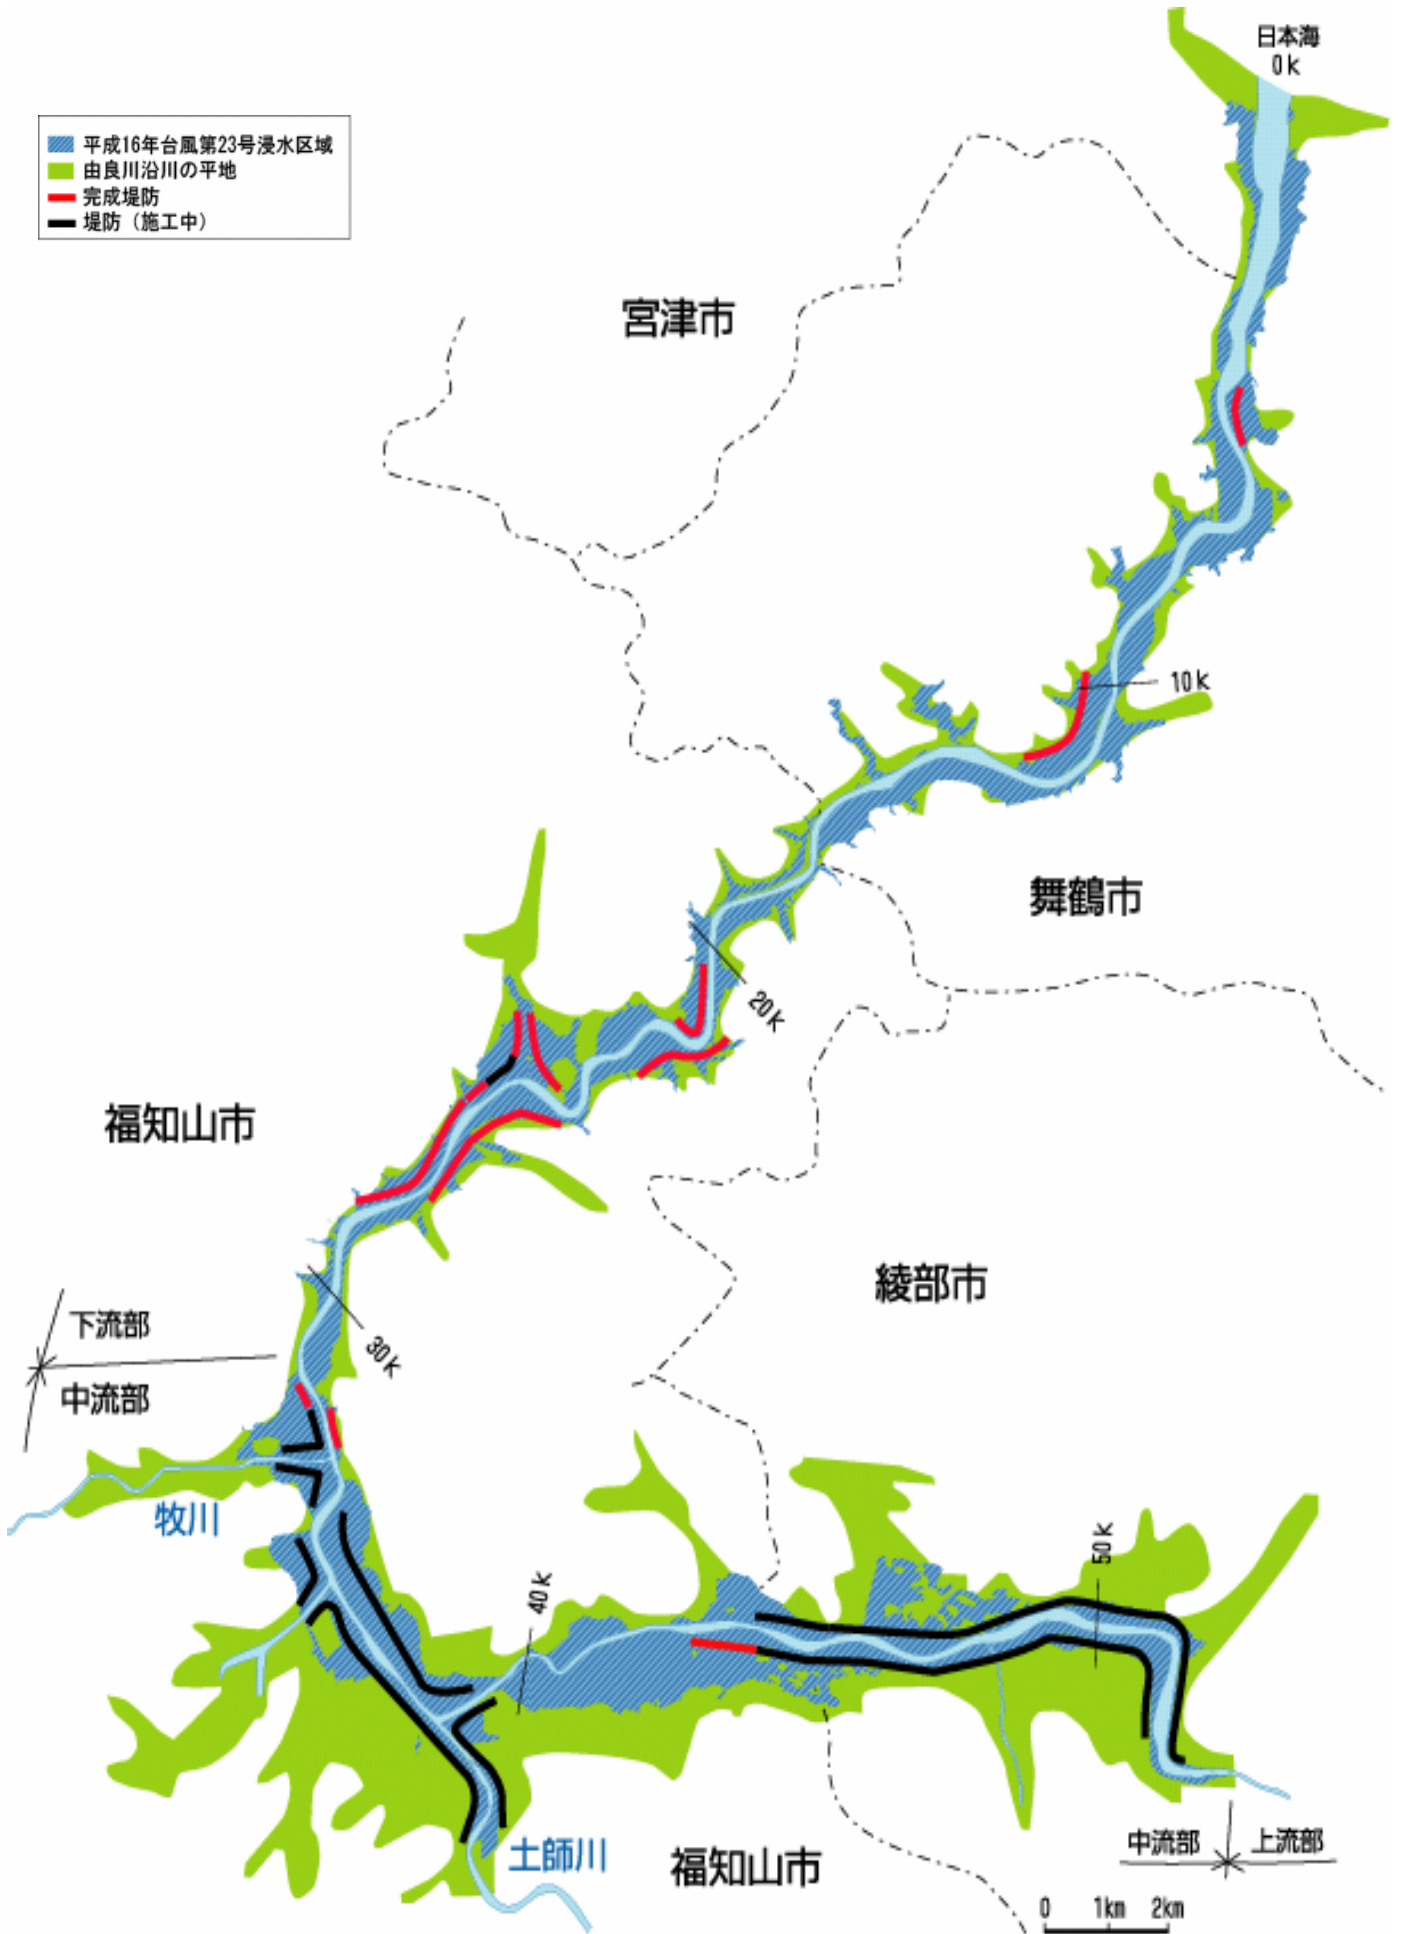 日本海
0k
平成16年台風第23号浸水区域
由良川沿川の平地
完成堤防
堤防（施工中）
宮津市
10k
舞鶴市
20k
福知山市
綾部市
下流部
30k
中流部
牧川
50k
40k
土師川
福知山市
中流部
上流部
0 1km 2km